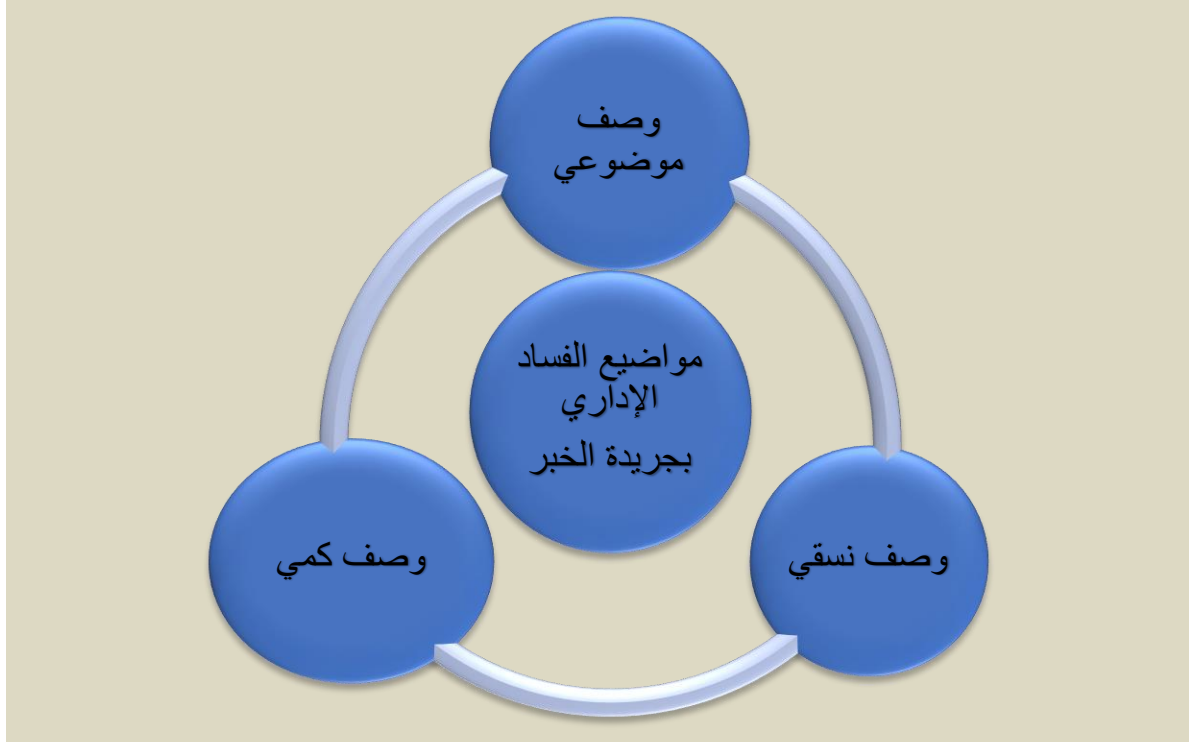 وصف
موضوعي
مواضيع الفساد
الإداري
بجريدة الخبر
وصف نسقي
وصف كمي